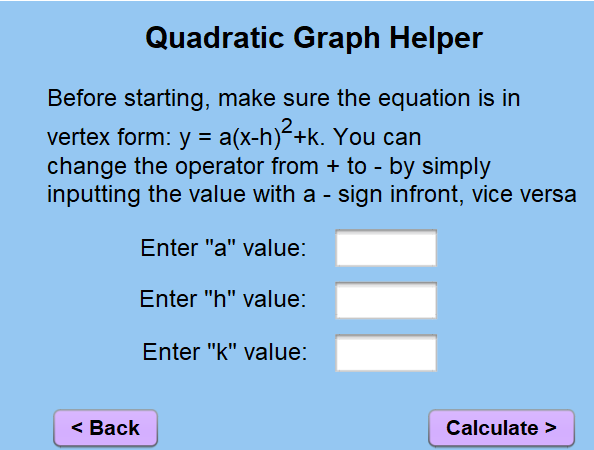 Quadratic Graph Helper
Before starting, make sure the equation is in
vertex form: y = a(x-h)²+k. You can
change the operator from + to - by simply
inputting the value with a - sign infront, vice versa
Enter "a" value:
Enter "h" value:
Enter "k" value:
< Back
Calculate >